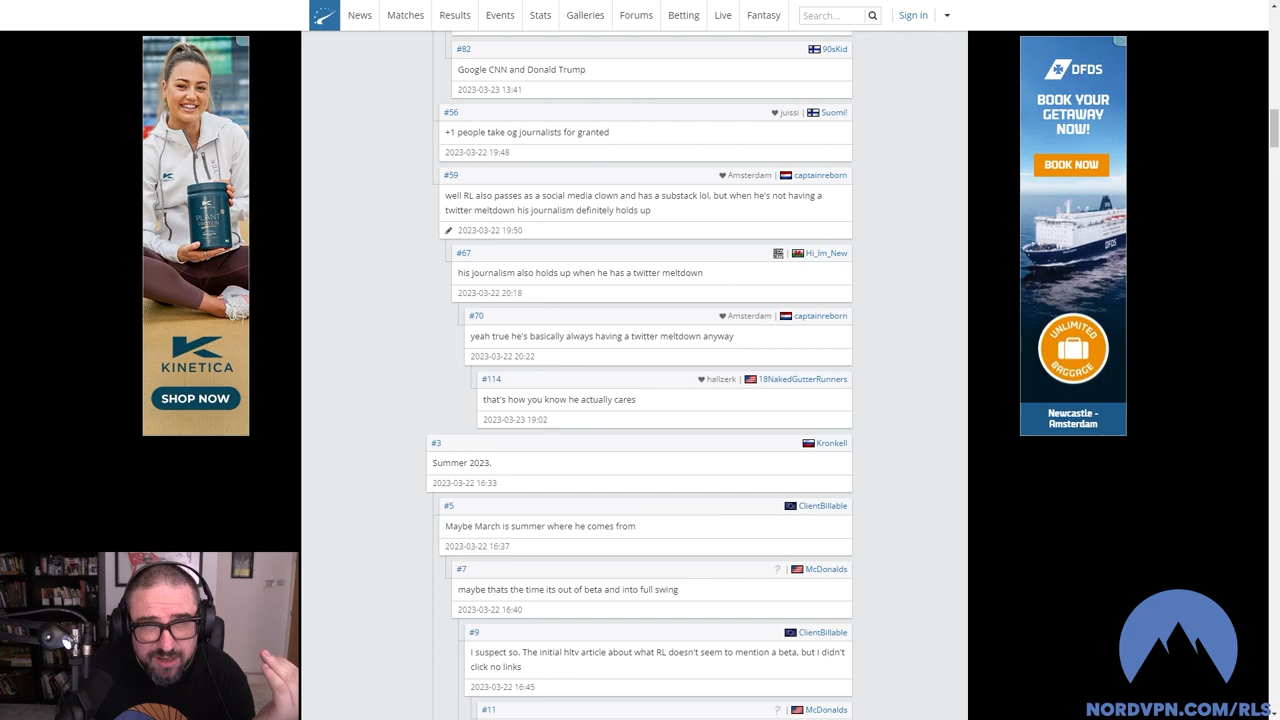 News
Matches
Results
Events
Stats
Galleries
Forums
Betting
Live
Search...
Sign in
#82
90sKid
Google CNN and Donald Trump
2023-03-23 13:41
#56
juissi | Suomi!
+1 people take og journalists for granted
2023-03-22 19:48
#59
Amsterdam | captainreborn
well RL also passes as a social media clown and has a substack lol, but when he's not having a
twitter meltdown his journalism definitely holds up
2023-03-22 19:50
#67
| Hi_Im_New
his journalism also holds up when he has a twitter meltdown
2023-03-22 20:18
#70
Amsterdam | captainreborn
yeah true he's basically always having a twitter meltdown anyway
2023-03-22 20:22
#114
hallzerk | 18NakedGutterRunners
that's how you know he actually cares
2023-03-23 19:02
#3
Kronkell
Summer 2023.
2023-03-22 16:33
#5
ClientBillable
Maybe March is summer where he comes from
2023-03-22 16:37
#7
? | McDonalds
maybe thats the time its out of beta and into full swing
2023-03-22 16:40
#9
ClientBillable
I suspect so. The initial hltv article about what RL doesn't seem to mention a beta, but I didn't
click no links
2023-03-22 16:45
#11
? | McDonalds
KINETICA
PLANT
PROTEIN
KINETICA
SHOP NOW
DFDS
BOOK YOUR
GETAWAY
NOW!
BOOK NOW
DFDS
UNLIMITED
BAGGAGE
Newcastle -
Amsterdam
NORDVPN.COM/RLS